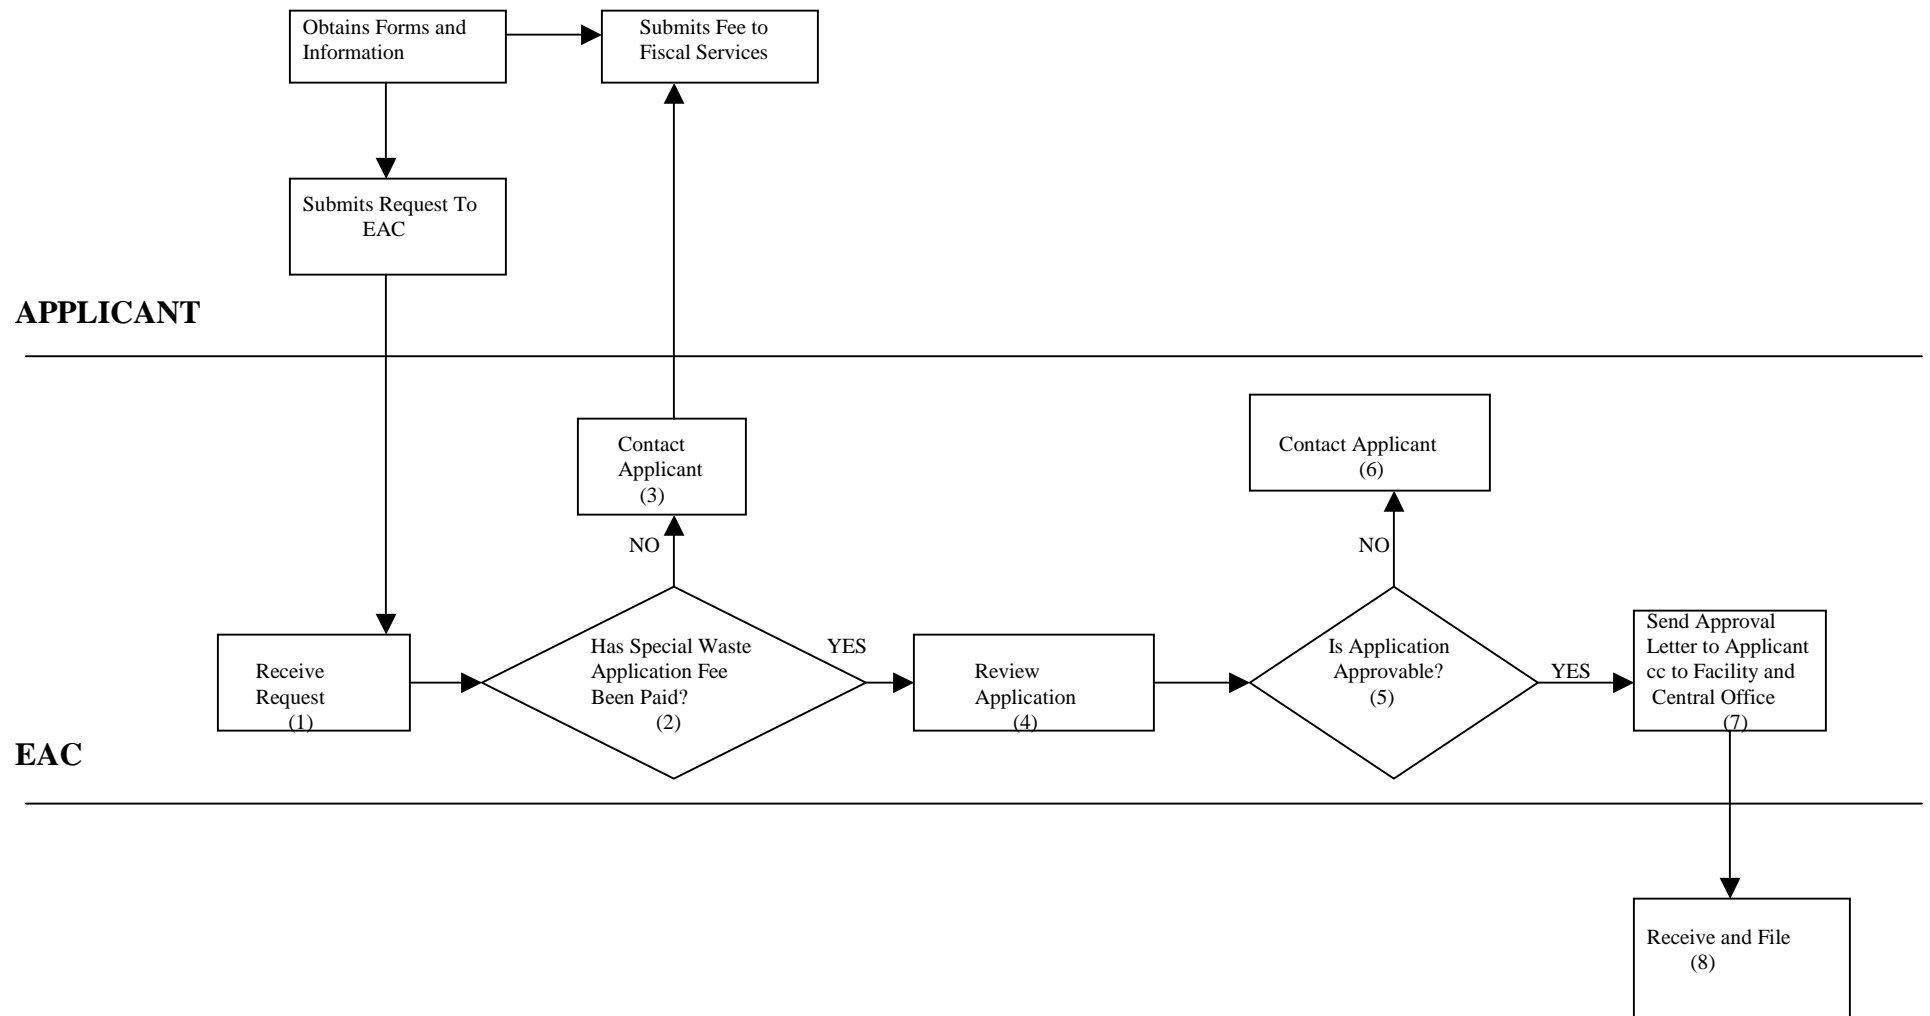 Obtains Forms and
Information
Submits Fee to
Fiscal Services
Submits Request To
EAC
APPLICANT
Contact
Applicant
(3)
Contact Applicant
(6)
NO
NO
Receive
Request
(1)
Has Special Waste
Application Fee
Been Paid?
(2)
YES
Review
Application
(4)
Is Application
Approvable?
(5)
YES
Send Approval
Letter to Applicant
cc to Facility and
Central Office
(7)
EAC
Receive and File
(8)